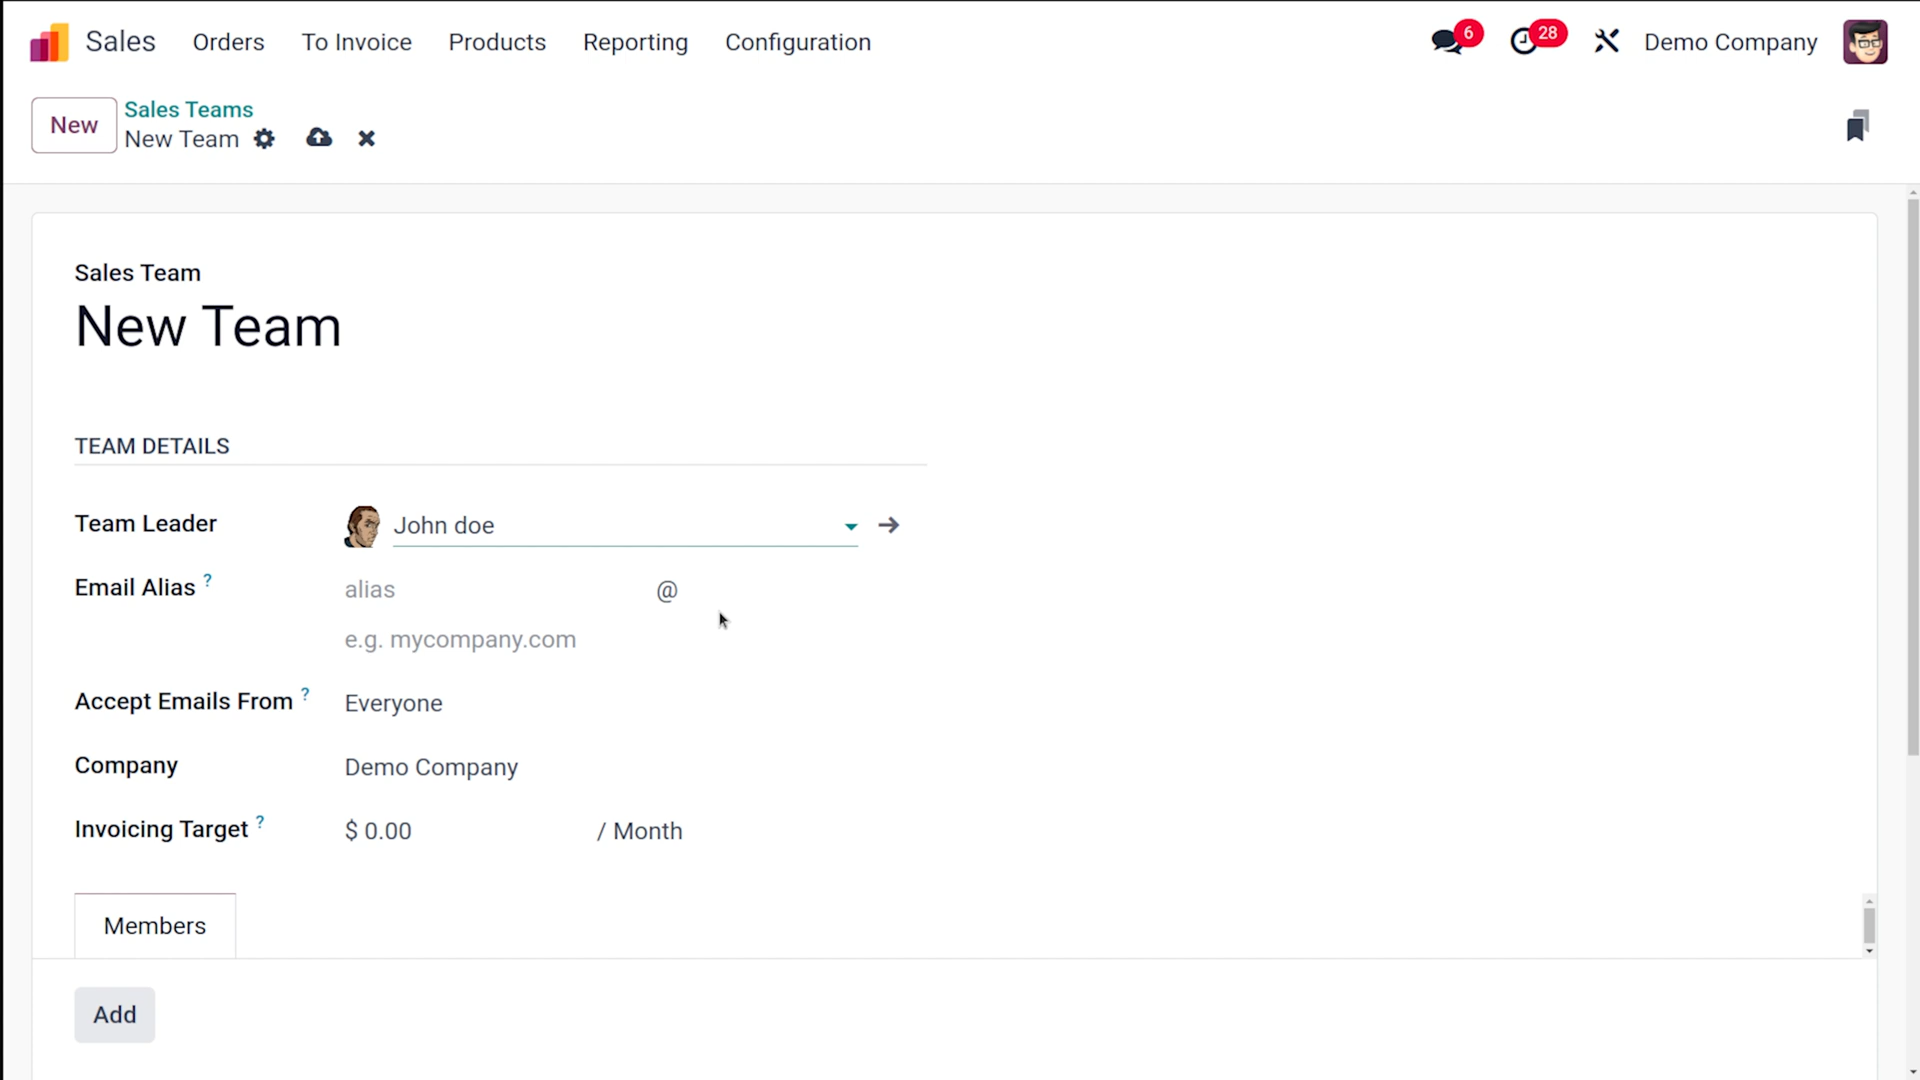 Sales Orders To Invoice Products Reporting Configuration 6 28 Demo Company
New Sales Teams
New Team
Sales Team
New Team
TEAM DETAILS
Team Leader John doe
Email Alias ? alias @
e.g. mycompany.com
Accept Emails From ? Everyone
Company Demo Company
Invoicing Target ? $ 0.00 / Month
Members
Add